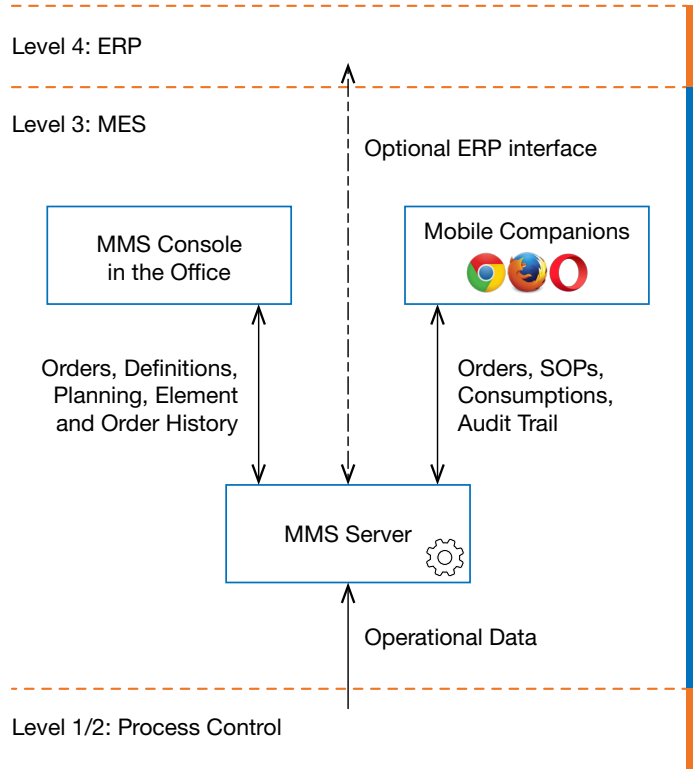 Level 4: ERP
Level 3: MES
Optional ERP interface
MMS Console
in the Office
Mobile Companions
Orders, Definitions,
Planning, Element
and Order History
Orders, SOPs,
Consumptions,
Audit Trail
MMS Server
Operational Data
Level 1/2: Process Control